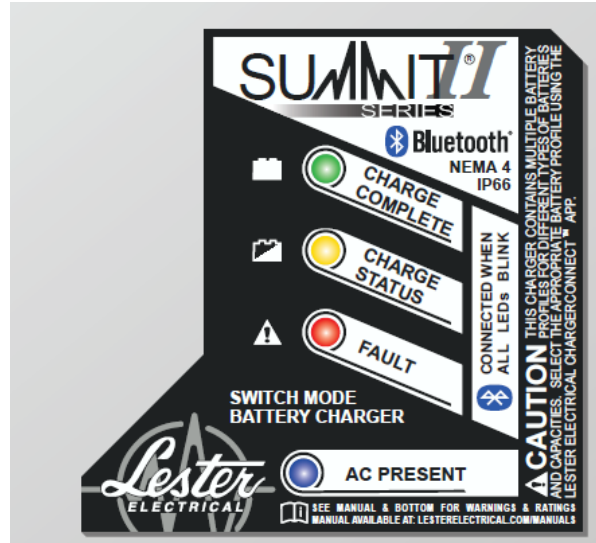 SUMMIT II®
SERIES
Bluetooth®
NEMA 4
IP66
CHARGE
COMPLETE
CHARGE
STATUS
FAULT
CONNECTED WHEN
ALL LEDs BLINK
SWITCH MODE
BATTERY CHARGER
Lester
ELECTRICAL
AC PRESENT
SEE MANUAL & BOTTOM FOR WARNINGS & RATINGS
MANUAL AVAILABLE AT: LESTERELECTRICAL.COM/MANUALS
CAUTION THIS CHARGER CONTAINS MULTIPLE BATTERY
PROFILES FOR DIFFERENT TYPES OF BATTERIES
AND CAPACITIES. SELECT THE APPROPRIATE BATTERY PROFILE USING THE
LESTER ELECTRICAL CHARGERCONNECT™ APP.